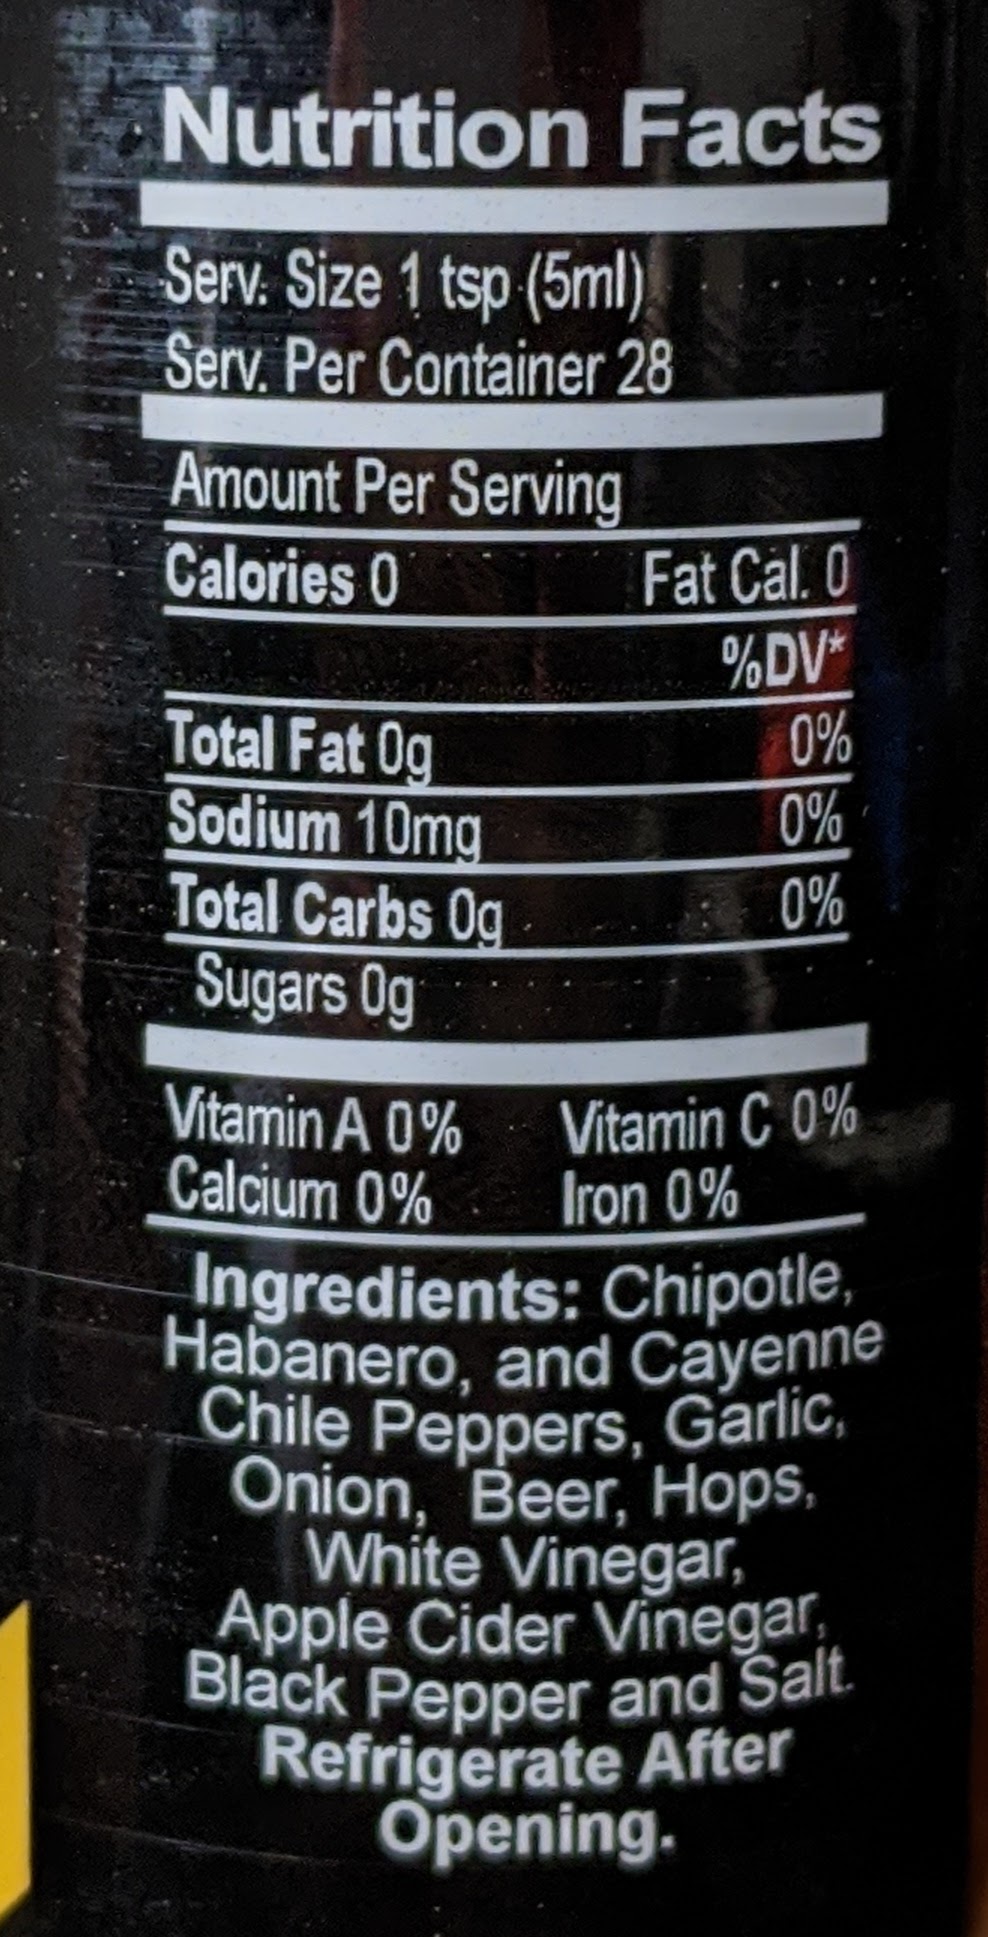 Nutrition Facts
Serv. Size 1 tsp (5ml)
Serv. Per Container 28
Amount Per Serving
Calories 0 Fat Cal. 0
%DV*
Total Fat 0g 0%
Sodium 10mg 0%
Total Carbs 0g 0%
Sugars 0g
Vitamin A 0% Vitamin C 0%
Calcium 0% Iron 0%
Ingredients: Chipotle,
Habanero, and Cayenne
Chile Peppers, Garlic,
Onion, Beer, Hops,
White Vinegar,
Apple Cider Vinegar,
Black Pepper and Salt.
Refrigerate After
Opening.